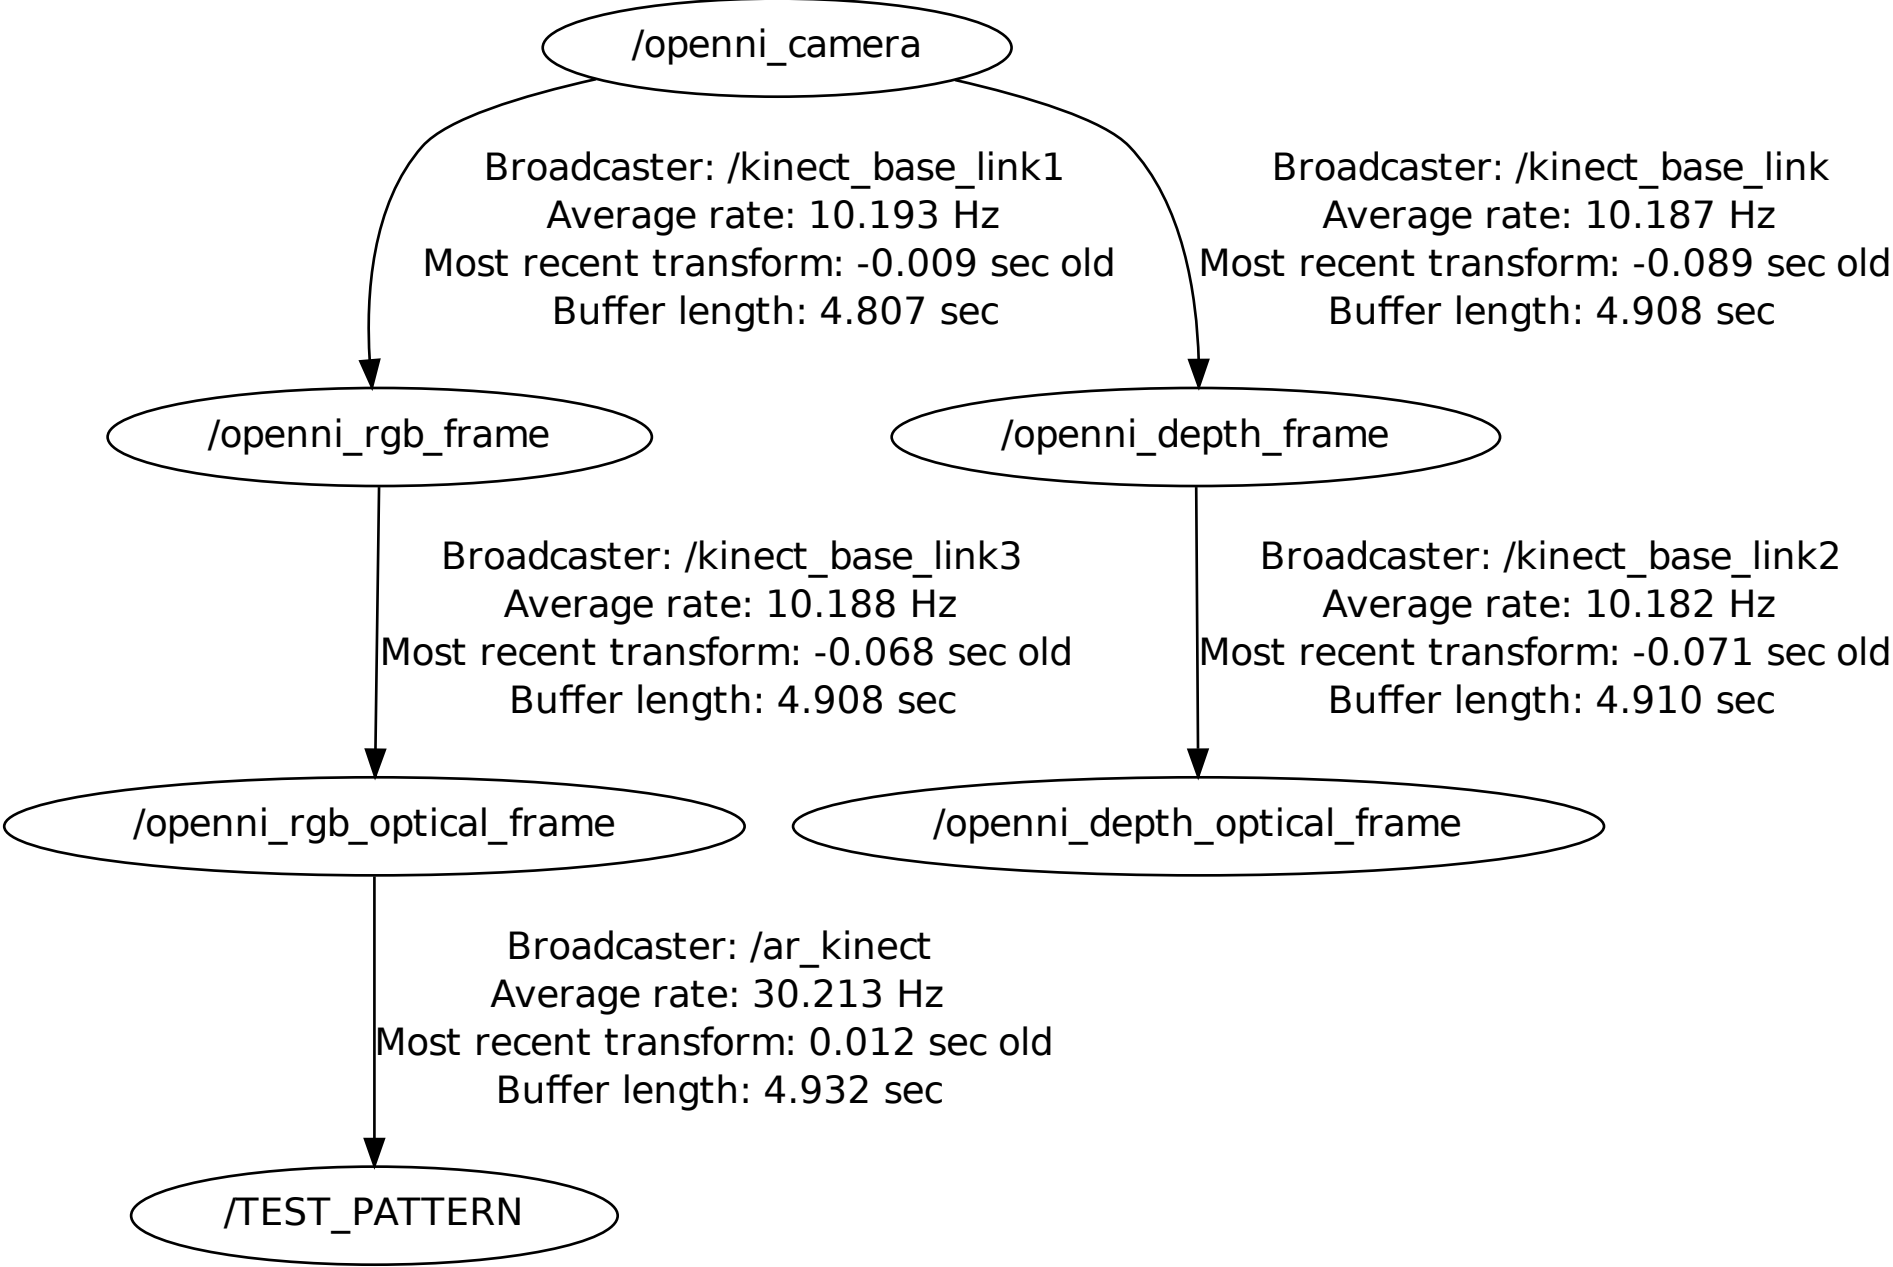 /openni_camera
Broadcaster: /kinect_base_link1
Average rate: 10.193 Hz
Most recent transform: -0.009 sec old
Buffer length: 4.807 sec
Broadcaster: /kinect_base_link
Average rate: 10.187 Hz
Most recent transform: -0.089 sec old
Buffer length: 4.908 sec
/openni_rgb_frame
/openni_depth_frame
Broadcaster: /kinect_base_link3
Average rate: 10.188 Hz
Most recent transform: -0.068 sec old
Buffer length: 4.908 sec
Broadcaster: /kinect_base_link2
Average rate: 10.182 Hz
Most recent transform: -0.071 sec old
Buffer length: 4.910 sec
/openni_rgb_optical_frame
/openni_depth_optical_frame
Broadcaster: /ar_kinect
Average rate: 30.213 Hz
Most recent transform: 0.012 sec old
Buffer length: 4.932 sec
/TEST_PATTERN